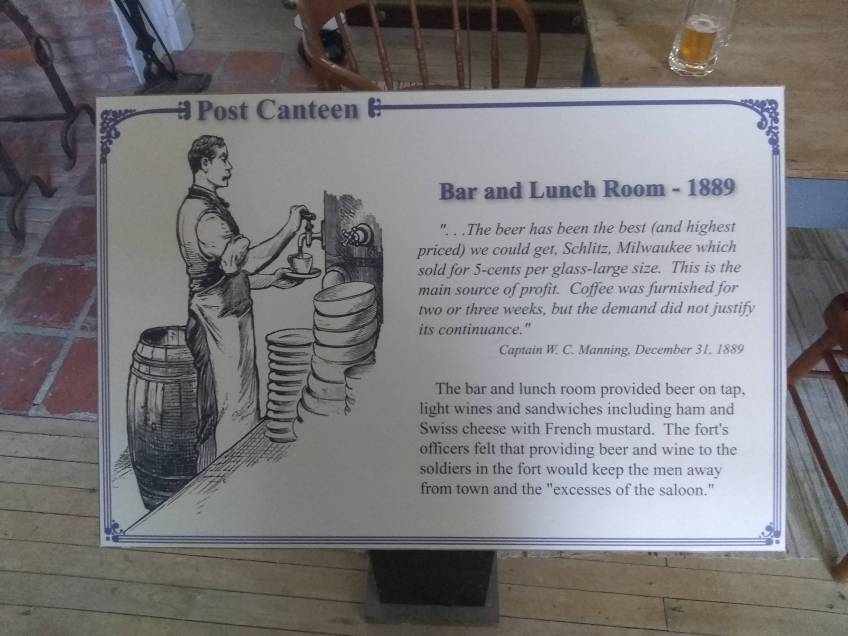 Post Canteen
Bar and Lunch Room - 1889
". . .The beer has been the best (and highest
priced) we could get, Schlitz, Milwaukee which
sold for 5-cents per glass-large size.  This is the
main source of profit.  Coffee was furnished for
two or three weeks, but the demand did not justify
its continuance."
Captain W. C. Manning, December 31, 1889
The bar and lunch room provided beer on tap,
light wines and sandwiches including ham and
Swiss cheese with French mustard.  The fort's
officers felt that providing beer and wine to the
soldiers in the fort would keep the men away
from town and the "excesses of the saloon."